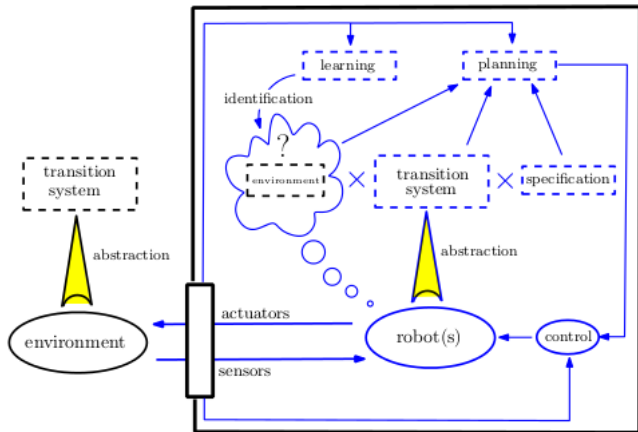 learning
planning
identification
?
environment
×
transition
system
×
specification
transition
system
abstraction
abstraction
actuators
environment
robot(s)
control
sensors